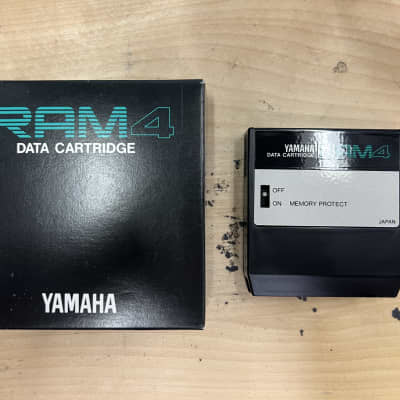 RAM4
DATA CARTRIDGE
YAMAHA
YAMAHA
DATA CARTRIDGE RAM4
OFF
ON MEMORY PROTECT
JAPAN